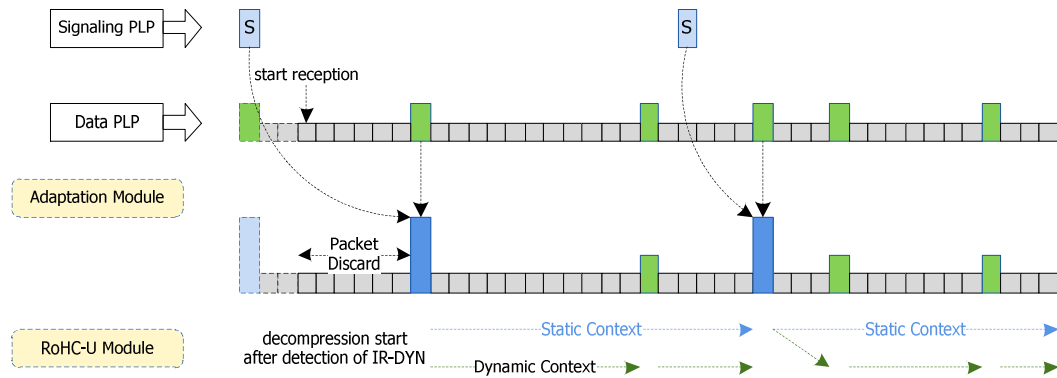 Signaling PLP
S
S
start reception
Data PLP
Adaptation Module
Packet
Discard
RoHC-U Module
decompression start
after detection of IR-DYN
Static Context
Static Context
Dynamic Context